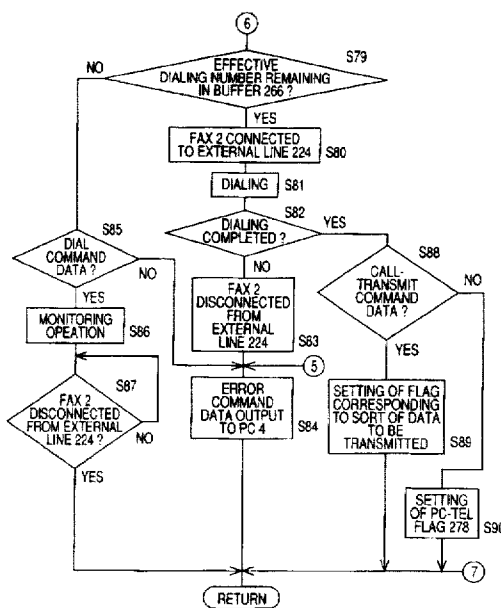 6
S79
NO
EFFECTIVE
DIALING NUMBER REMAINING
IN BUFFER 266 ?
YES
FAX 2 CONNECTED
TO EXTERNAL LINE 224
S80
DIALING
S81
S82
DIALING
COMPLETED ?
YES
NO
S85
DIAL
COMMAND
DATA ?
NO
YES
S88
CALL-
TRANSMIT
COMMAND
DATA ?
NO
YES
FAX 2
DISCONNECTED
FROM
EXTERNAL
LINE 224
S83
MONITORING
OPEATION
S86
5
S87
FAX 2
DISCONNECTED
FROM EXTERNAL
LINE 224 ?
NO
YES
ERROR
COMMAND
DATA OUTPUT
TO PC 4
S84
SETTING OF FLAG
CORRESPONDING
TO SORT OF DATA
TO BE
TRANSMITTED
S89
SETTING
OF PC-TEL
FLAG 278
S90
7
RETURN